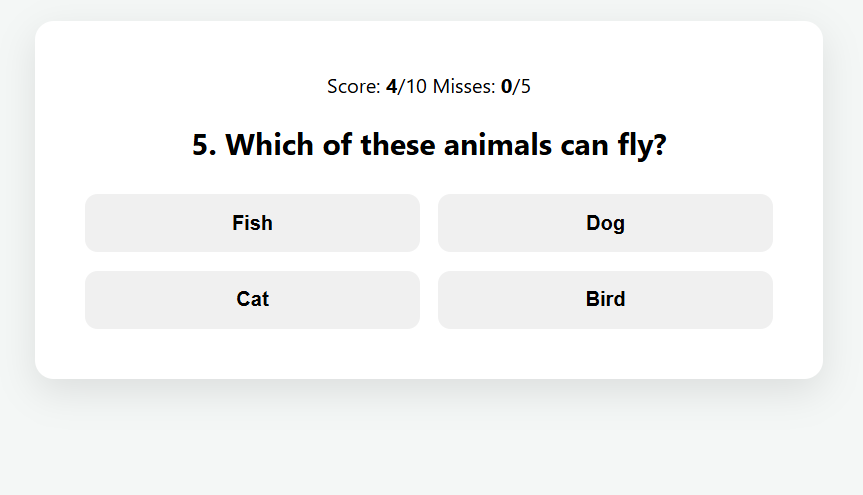 Score: 4/10 Misses: 0/5
5. Which of these animals can fly?
Fish
Dog
Cat
Bird